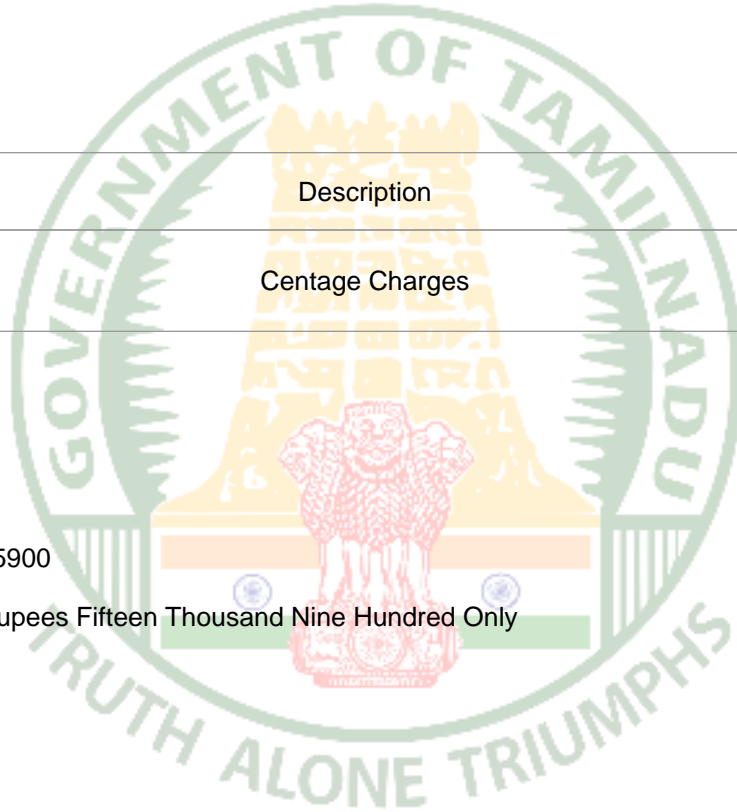 GOVERNMENT OF TAMILNADU
Description
Centage Charges
5900
upees Fifteen Thousand Nine Hundred Only
TRUTH ALONE TRIUMPHS